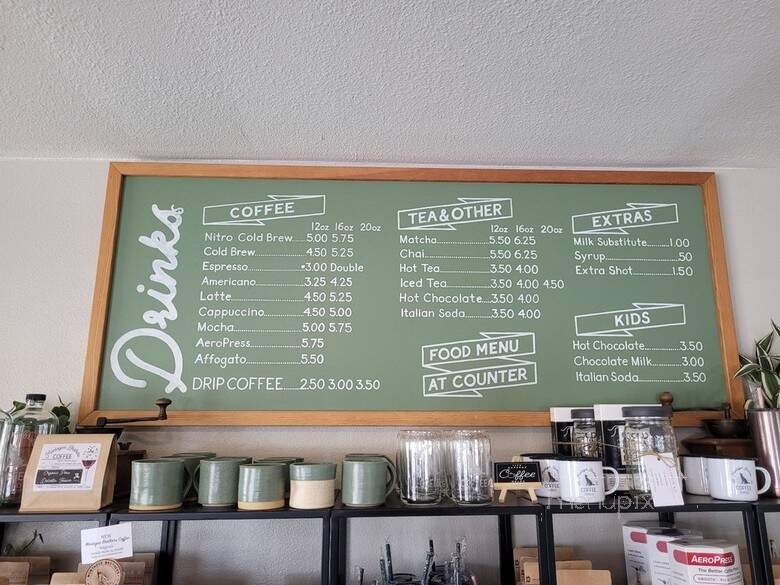 Drinks
COFFEE
12oz 16oz 20oz
Nitro Cold Brew......5.00 5.75
Cold Brew......4.50 5.25
Espresso......*3.00 Double
Americano......3.25 4.25
Latte......4.50 5.25
Cappuccino......4.50 5.00
Mocha......5.00 5.75
AeroPress......5.75
Affogato......5.50
DRIP COFFEE......2.50 3.00 3.50
TEA & OTHER
12oz 16oz 20oz
Matcha......5.50 6.25
Chai......5.50 6.25
Hot Tea......3.50 4.00
Iced Tea......3.50 4.00 4.50
Hot Chocolate......3.50 4.00
Italian Soda......3.50 4.00
FOOD MENU
AT COUNTER
EXTRAS
Milk Substitute......1.00
Syrup......50
Extra Shot......1.50
KIDS
Hot Chocolate......3.50
Chocolate Milk......3.00
Italian Soda......3.50
COFFEE
Coffee
COFFEE
COFFEE
menupix
AEROPRESS